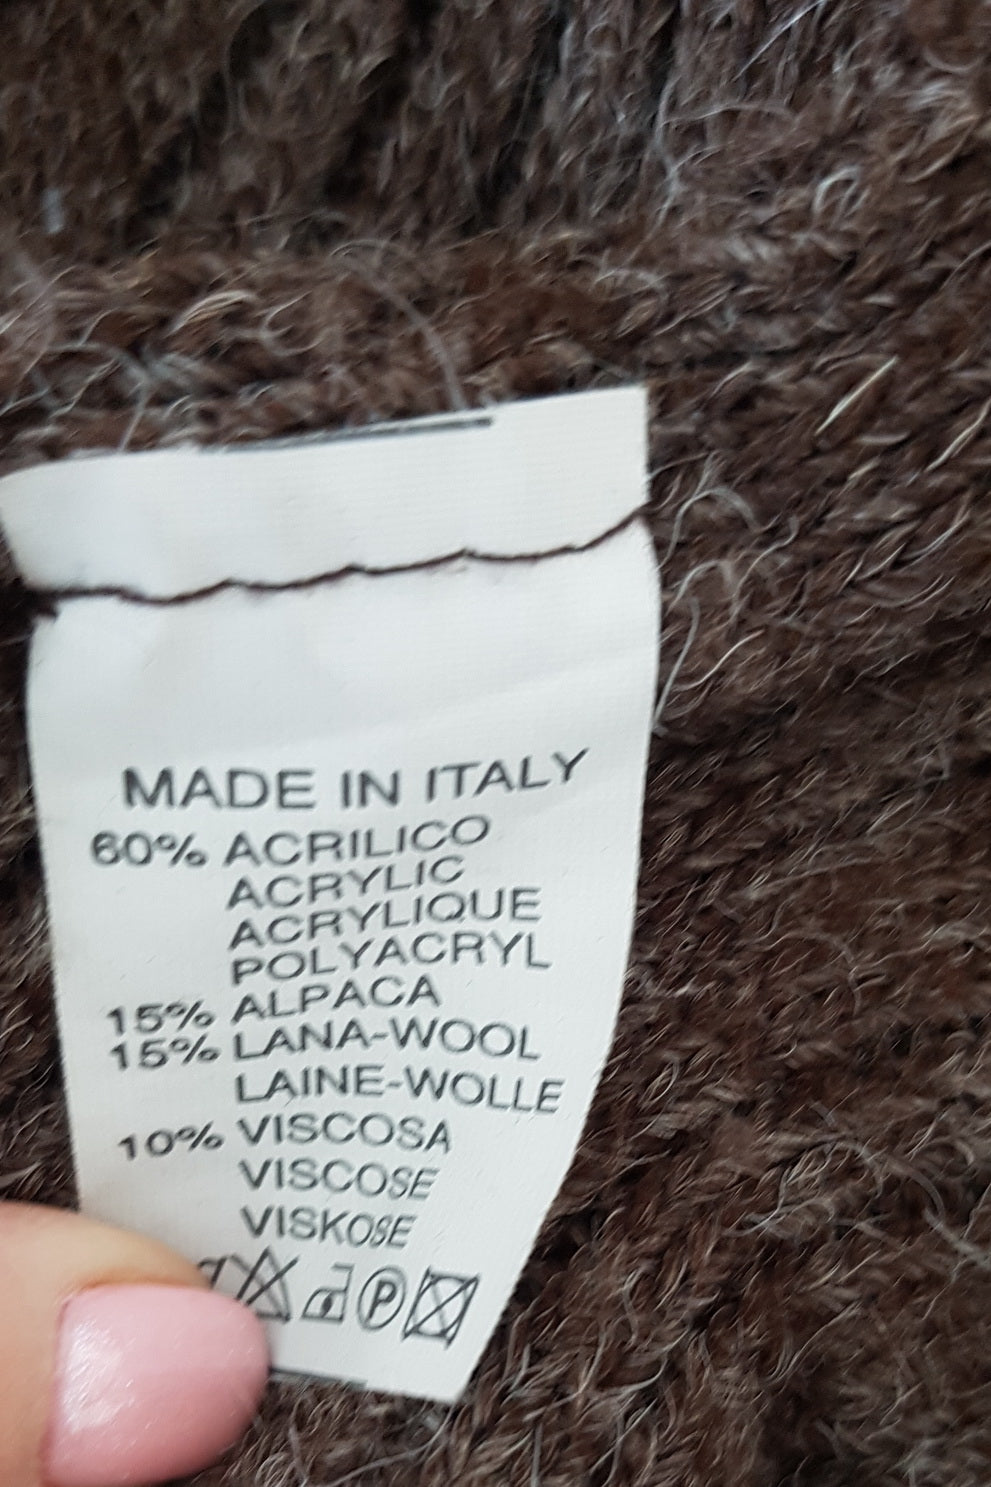 MADE IN ITALY
60% ACRILICO
ACRYLIC
ACRYLIQUE
POLYACRYL
15% ALPACA
15% LANA-WOOL
LAINE-WOLLE
10% VISCOSA
VISCOSE
VISKOSE
P